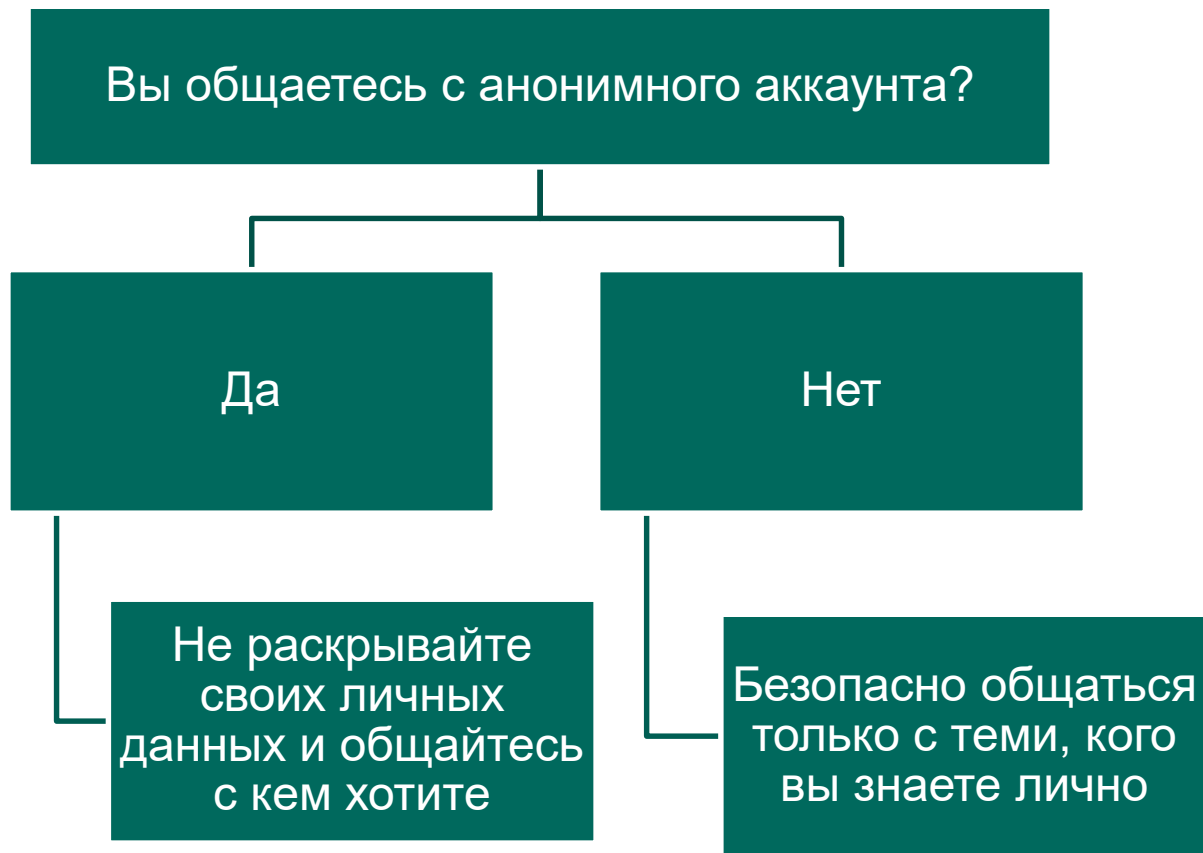 Вы общаетесь с анонимного аккаунта?
Да
Нет
Не раскрывайте
своих личных
данных и общайтесь
с кем хотите
Безопасно общаться
только с теми, кого
вы знаете лично